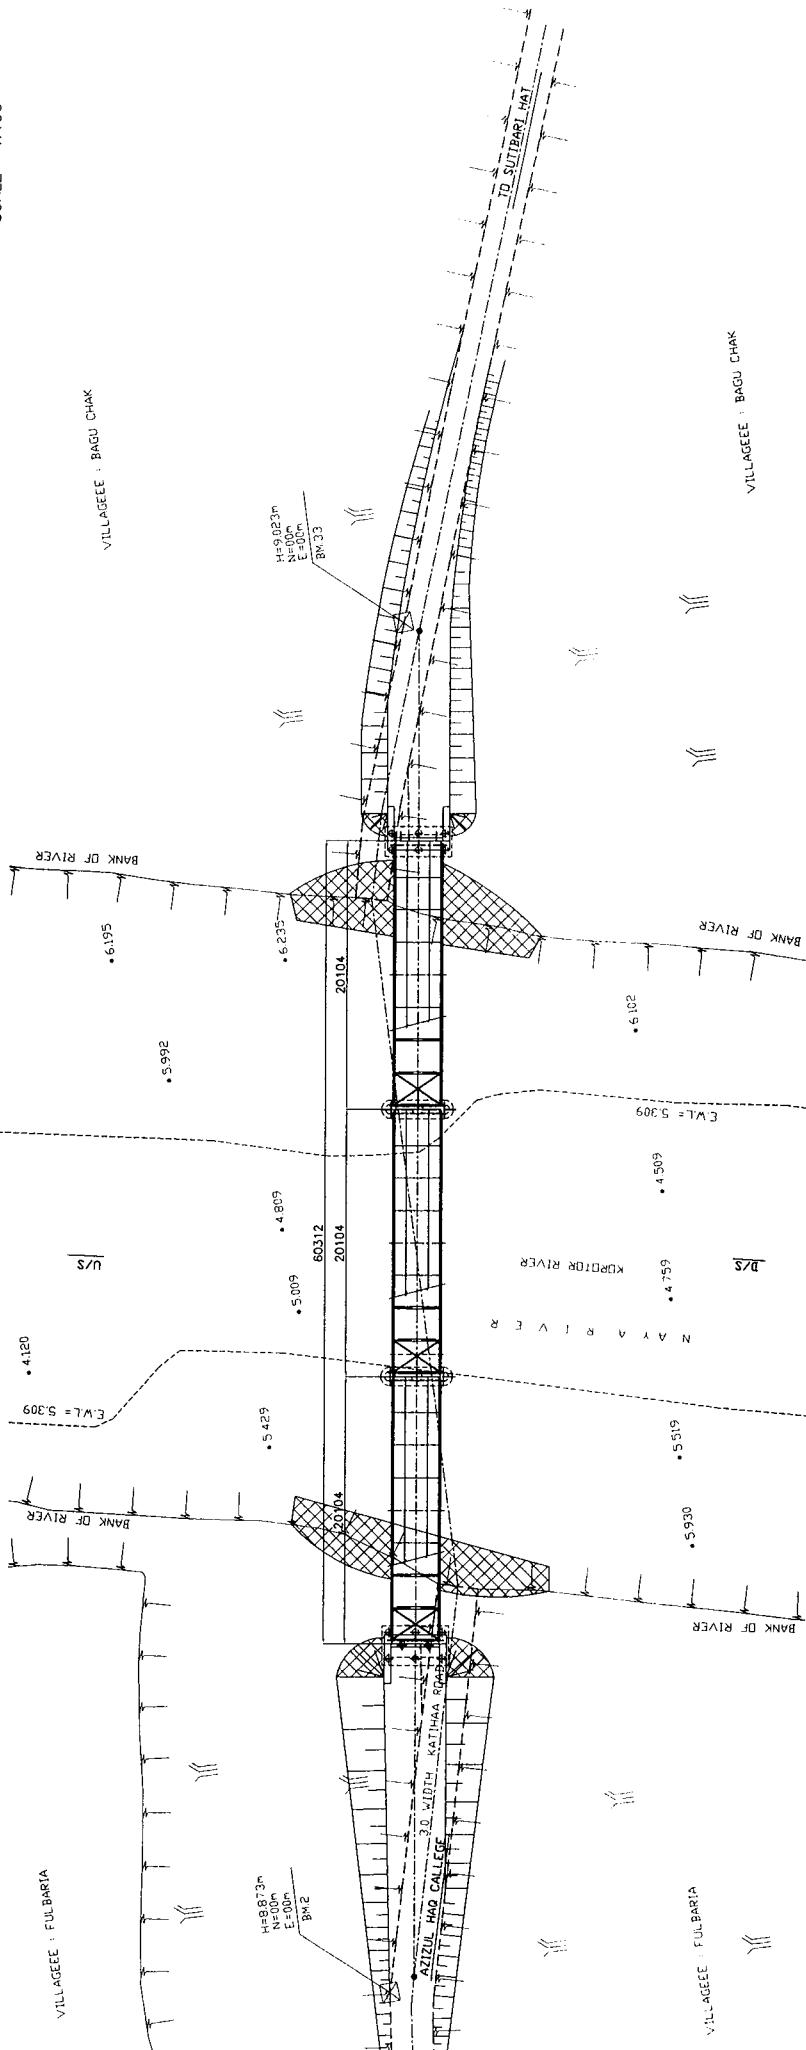 TO SUTIBARI HAT
VILLAGEEE : BAGU CHAK
VILLAGEEE : BAGU CHAK
H=9.023m
N=00m
E=00m
BM.33
BANK OF RIVER
BANK OF RIVER
6.195
6.235
20104
5.992
6.102
E.W.L = 5.309
4.809
4.509
60312
20104
U/S
KOROTOR RIVER
D/S
5.009
4.759
NAYA RIVER
4.120
E.W.L = 5.309
5.429
5.519
20104
5.930
BANK OF RIVER
BANK OF RIVER
3.0 WIDTH KATIHAA ROAD
AZIZUL HAQ CALLEGE
H=8.873m
N=00m
E=00m
BM.2
VILLAGEEE : FULBARIA
VILLAGEEE : FULBARIA